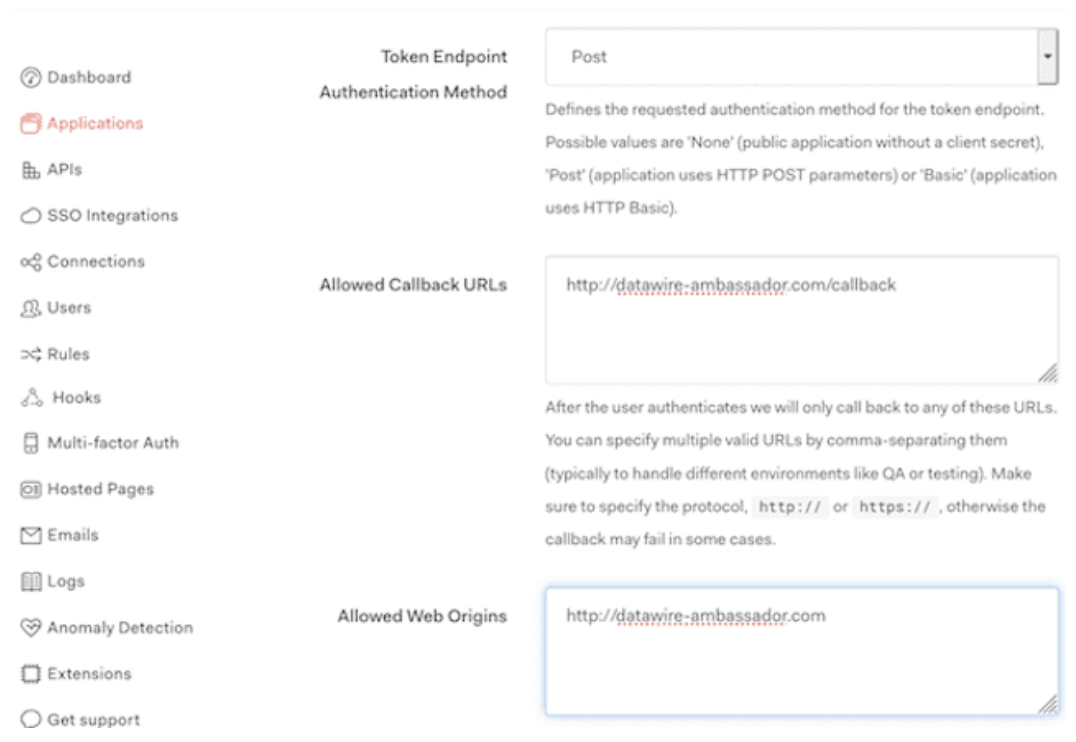 Dashboard
Applications
APIs
SSO Integrations
Connections
Users
Rules
Hooks
Multi-factor Auth
Hosted Pages
Emails
Logs
Anomaly Detection
Extensions
Get support
Token Endpoint
Authentication Method
Post
Defines the requested authentication method for the token endpoint.
Possible values are 'None' (public application without a client secret),
'Post' (application uses HTTP POST parameters) or 'Basic' (application
uses HTTP Basic).
Allowed Callback URLs
http://datawire-ambassador.com/callback
After the user authenticates we will only call back to any of these URLs.
You can specify multiple valid URLs by comma-separating them
(typically to handle different environments like QA or testing). Make
sure to specify the protocol, http:// or https:// , otherwise the
callback may fail in some cases.
Allowed Web Origins
http://datawire-ambassador.com